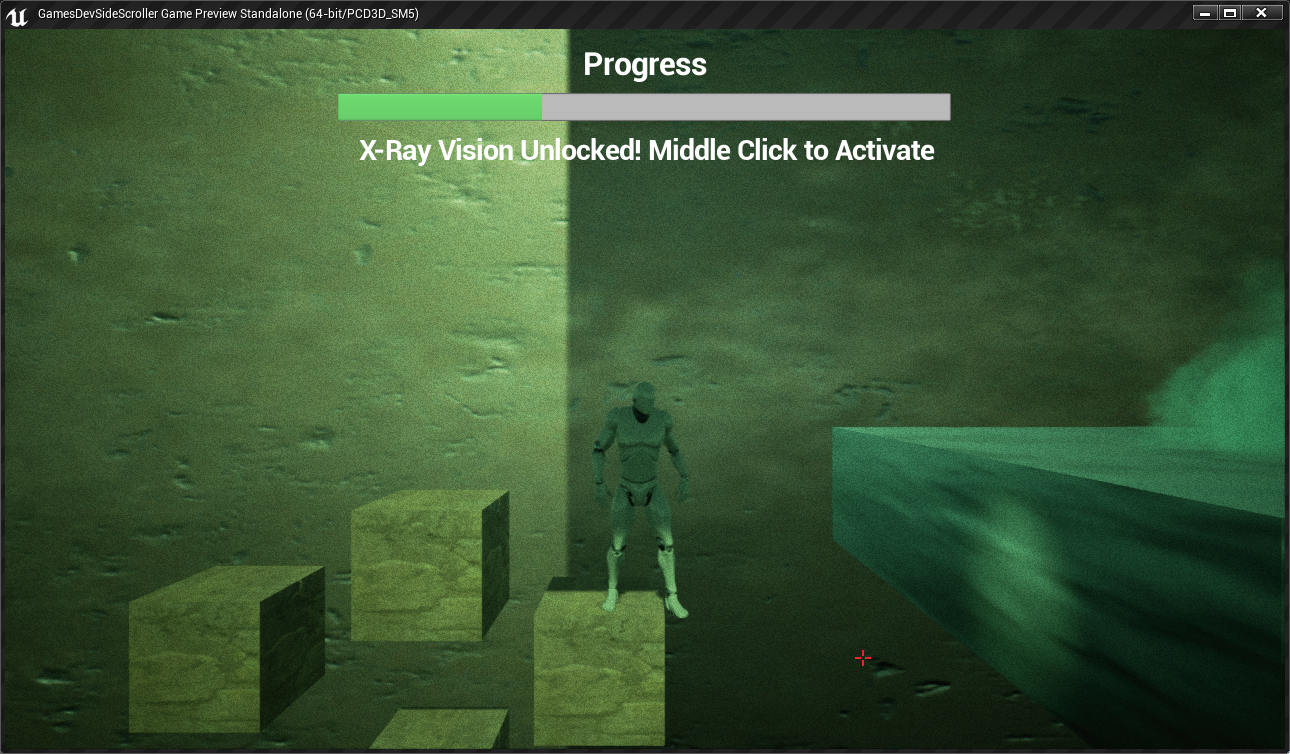 GamesDevSideScroller Game Preview Standalone (64-bit/PCD3D_SM5)
Progress
X-Ray Vision Unlocked! Middle Click to Activate